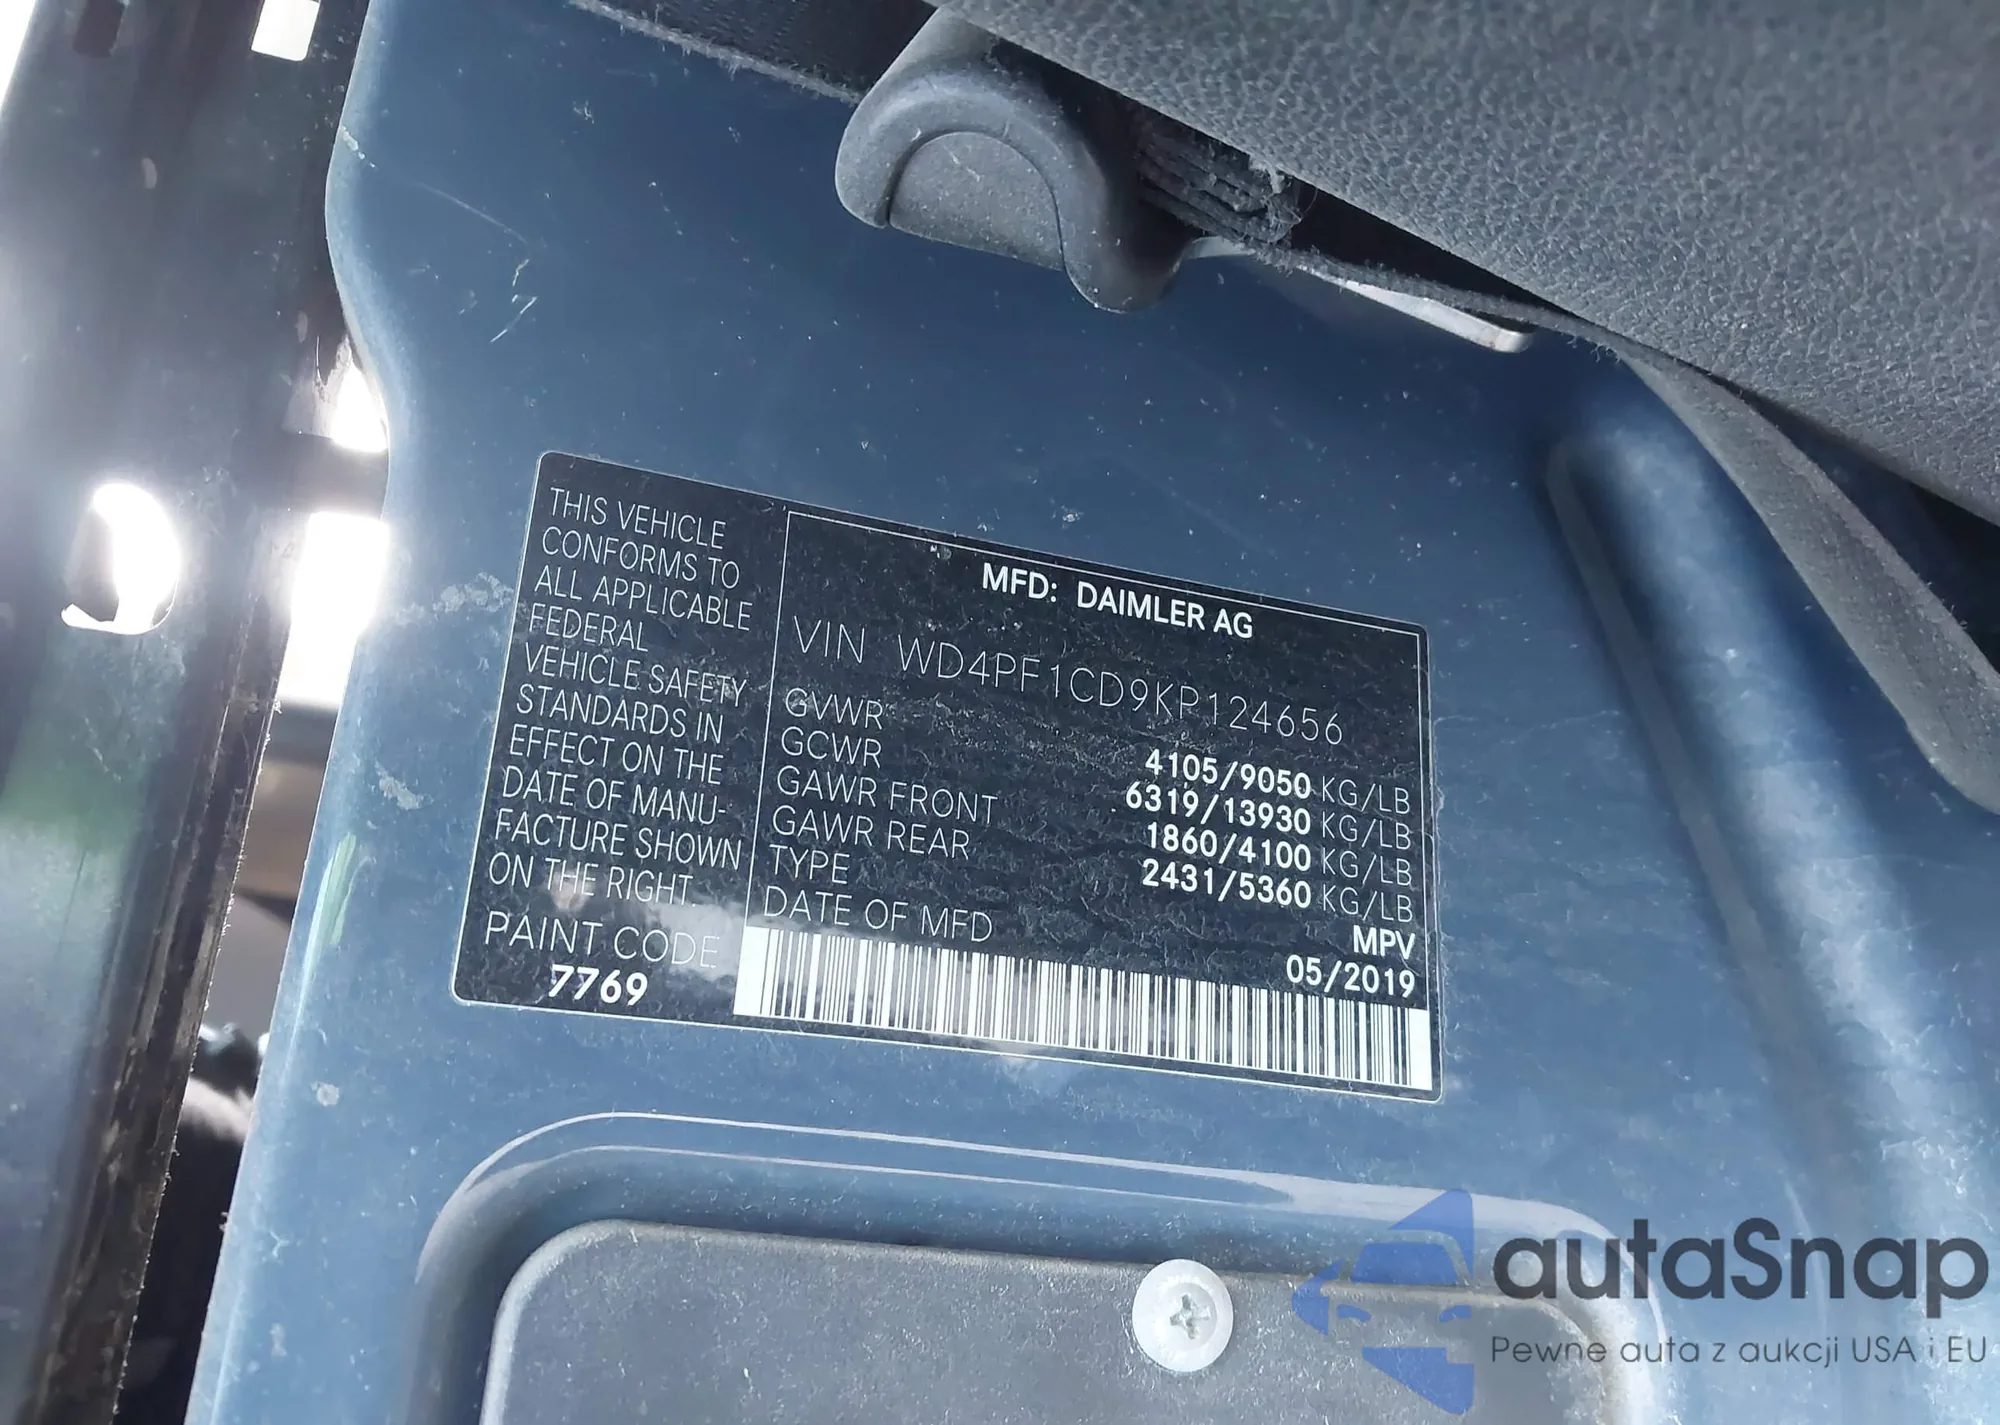 THIS VEHICLE
CONFORMS TO
ALL APPLICABLE
FEDERAL
VEHICLE SAFETY
STANDARDS IN
EFFECT ON THE
DATE OF MANU-
FACTURE SHOWN
ON THE RIGHT.
PAINT CODE
7769
MFD: DAIMLER AG
VIN WD4PF1CD9KP124656
GVWR 4105/9050 KG/LB
GCWR 6319/13930 KG/LB
GAWR FRONT 1860/4100 KG/LB
GAWR REAR 2431/5360 KG/LB
TYPE MPV
DATE OF MFD 05/2019
autaSnap
Pewne auta z aukcji USA i EU